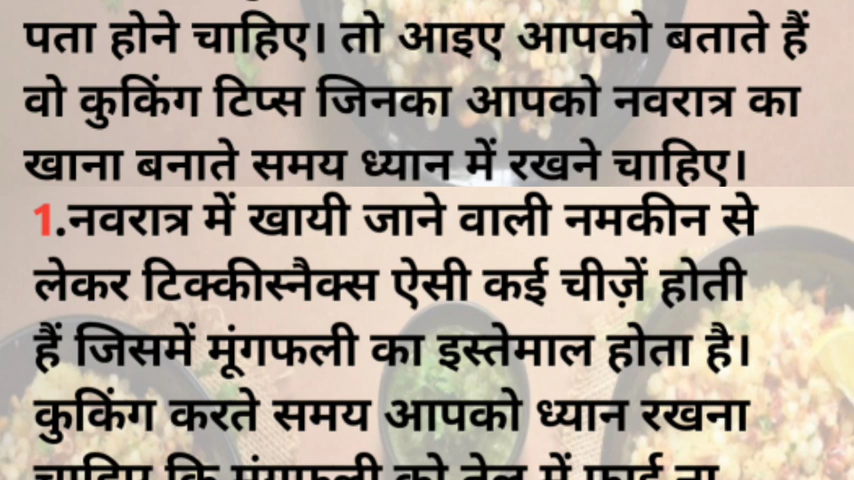 पता होने चाहिए। तो आइए आपको बताते हैं
वो कुकिंग टिप्स जिनका आपको नवरात्र का
खाना बनाते समय ध्यान में रखने चाहिए।
1.नवरात्र में खायी जाने वाली नमकीन से
लेकर टिक्कीस्नैक्स ऐसी कई चीज़ें होती
हैं जिसमें मूंगफली का इस्तेमाल होता है।
कुकिंग करते समय आपको ध्यान रखना
चाहिए कि मूंगफली को तेल में फ्राई ना